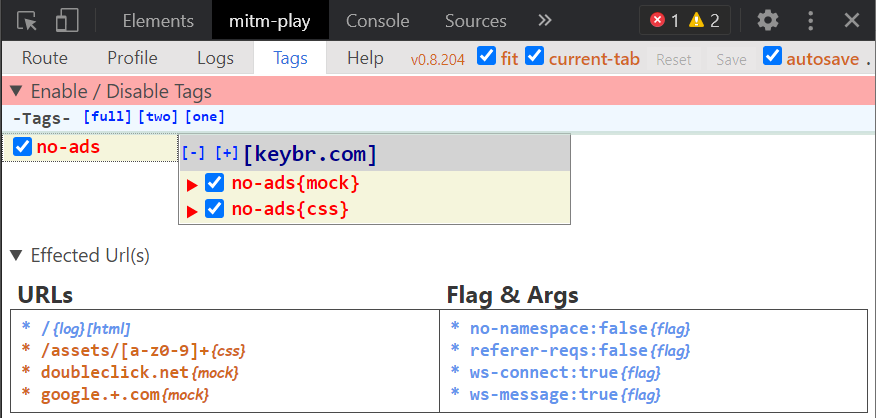 Elements mitm-play Console Sources » 1 2
Route Profile Logs Tags Help v0.8.204 fit current-tab Reset Save autosave .
▼ Enable / Disable Tags
-Tags- [full] [two] [one]
no-ads
[-] [+] [keybr.com]
no-ads{mock}
no-ads{css}
▼ Effected Url(s)
URLs Flag & Args
* /{log}[html] * no-namespace:false{flag}
* /assets/[a-z0-9]+{css} * referer-reqs:false{flag}
* doubleclick.net{mock} * ws-connect:true{flag}
* google.+.com{mock} * ws-message:true{flag}